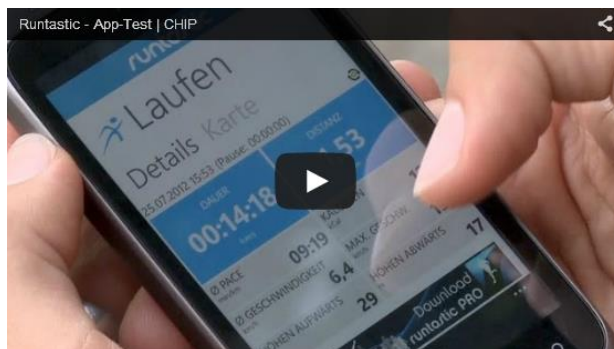 Runtastic - App-Test | CHIP
runtastic
Laufen
Details Karte
25.07.2012 15:53 (Pause: 00:00:00)
DAUER
DISTANZ
00:14:18
53
Ø PACE
09:19
KALORIEN
Ø GESCHWINDIGKEIT
6,4
MAX. GESCHW.
HÖHEN AUFWÄRTS
29
HÖHEN ABWÄRTS
17
Download
runtastic PRO